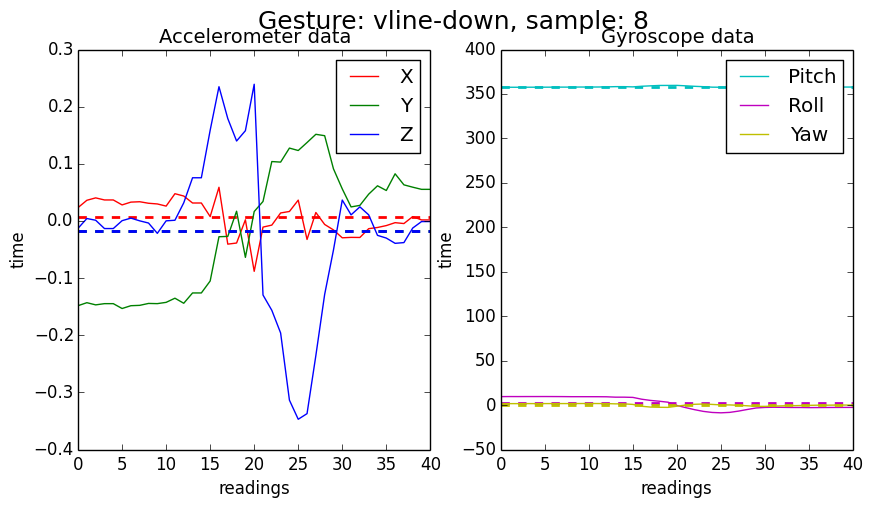 Gesture: vline-down, sample: 8
Accelerometer data
0.3
0.2
0.1
0.0
−0.1
−0.2
−0.3
−0.4
time
0 5 10 15 20 25 30 35 40
readings
X
Y
Z
Gyroscope data
400
350
300
250
200
150
100
50
0
−50
time
0 5 10 15 20 25 30 35 40
readings
Pitch
Roll
Yaw